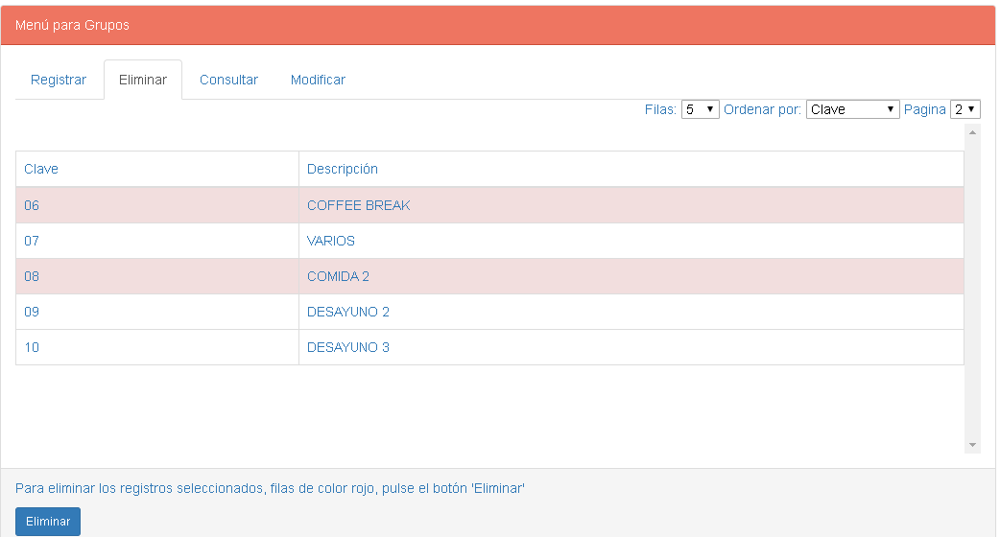 Menú para Grupos
Registrar Eliminar Consultar Modificar
Filas: 5 Ordenar por: Clave Pagina 2
Clave Descripción
06 COFFEE BREAK
07 VARIOS
08 COMIDA 2
09 DESAYUNO 2
10 DESAYUNO 3
Para eliminar los registros seleccionados, filas de color rojo, pulse el botón 'Eliminar'
Eliminar